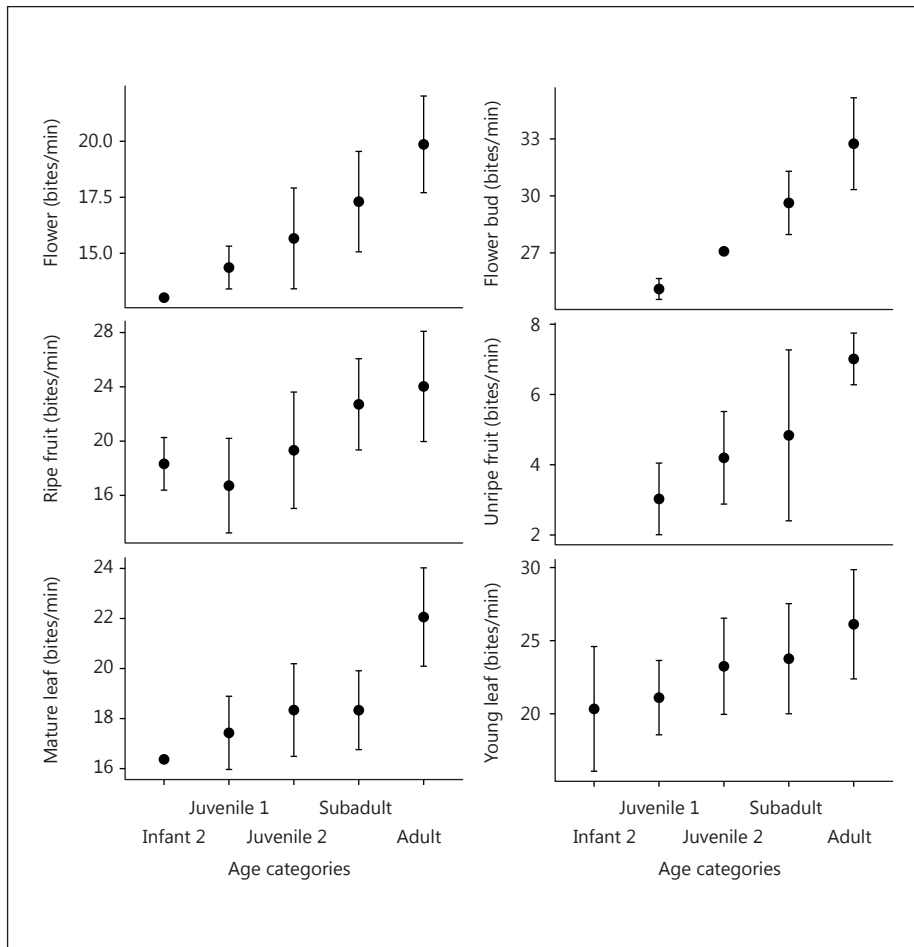 Flower (bites/min)
20.0
17.5
15.0
Flower bud (bites/min)
33
30
27
Ripe fruit (bites/min)
28
24
20
16
Unripe fruit (bites/min)
8
6
4
2
Mature leaf (bites/min)
24
22
20
18
16
Young leaf (bites/min)
30
25
20
Juvenile 1 Subadult
Infant 2 Juvenile 2 Adult
Age categories
Juvenile 1 Subadult
Infant 2 Juvenile 2 Adult
Age categories